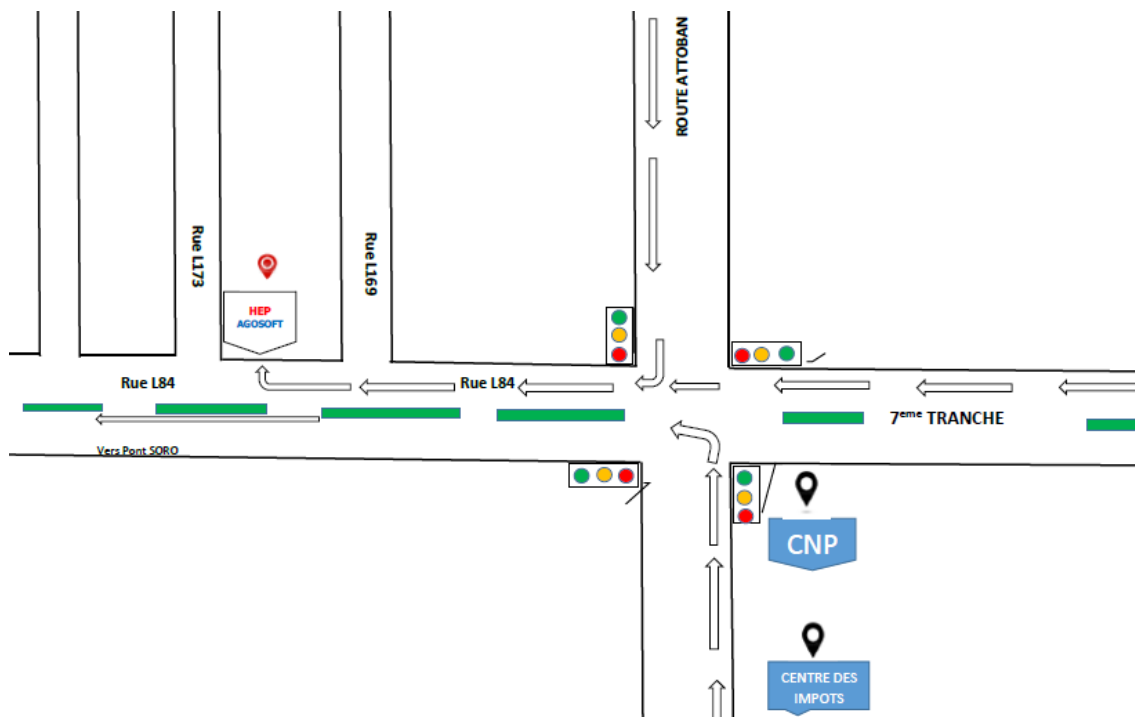 ROUTE ATTOBAN
Rue L173
Rue L169
HEP
AGOSOFT
Rue L84
Rue L84
7eme TRANCHE
Vers Pont SORO
CNP
CENTRE DES
IMPOTS